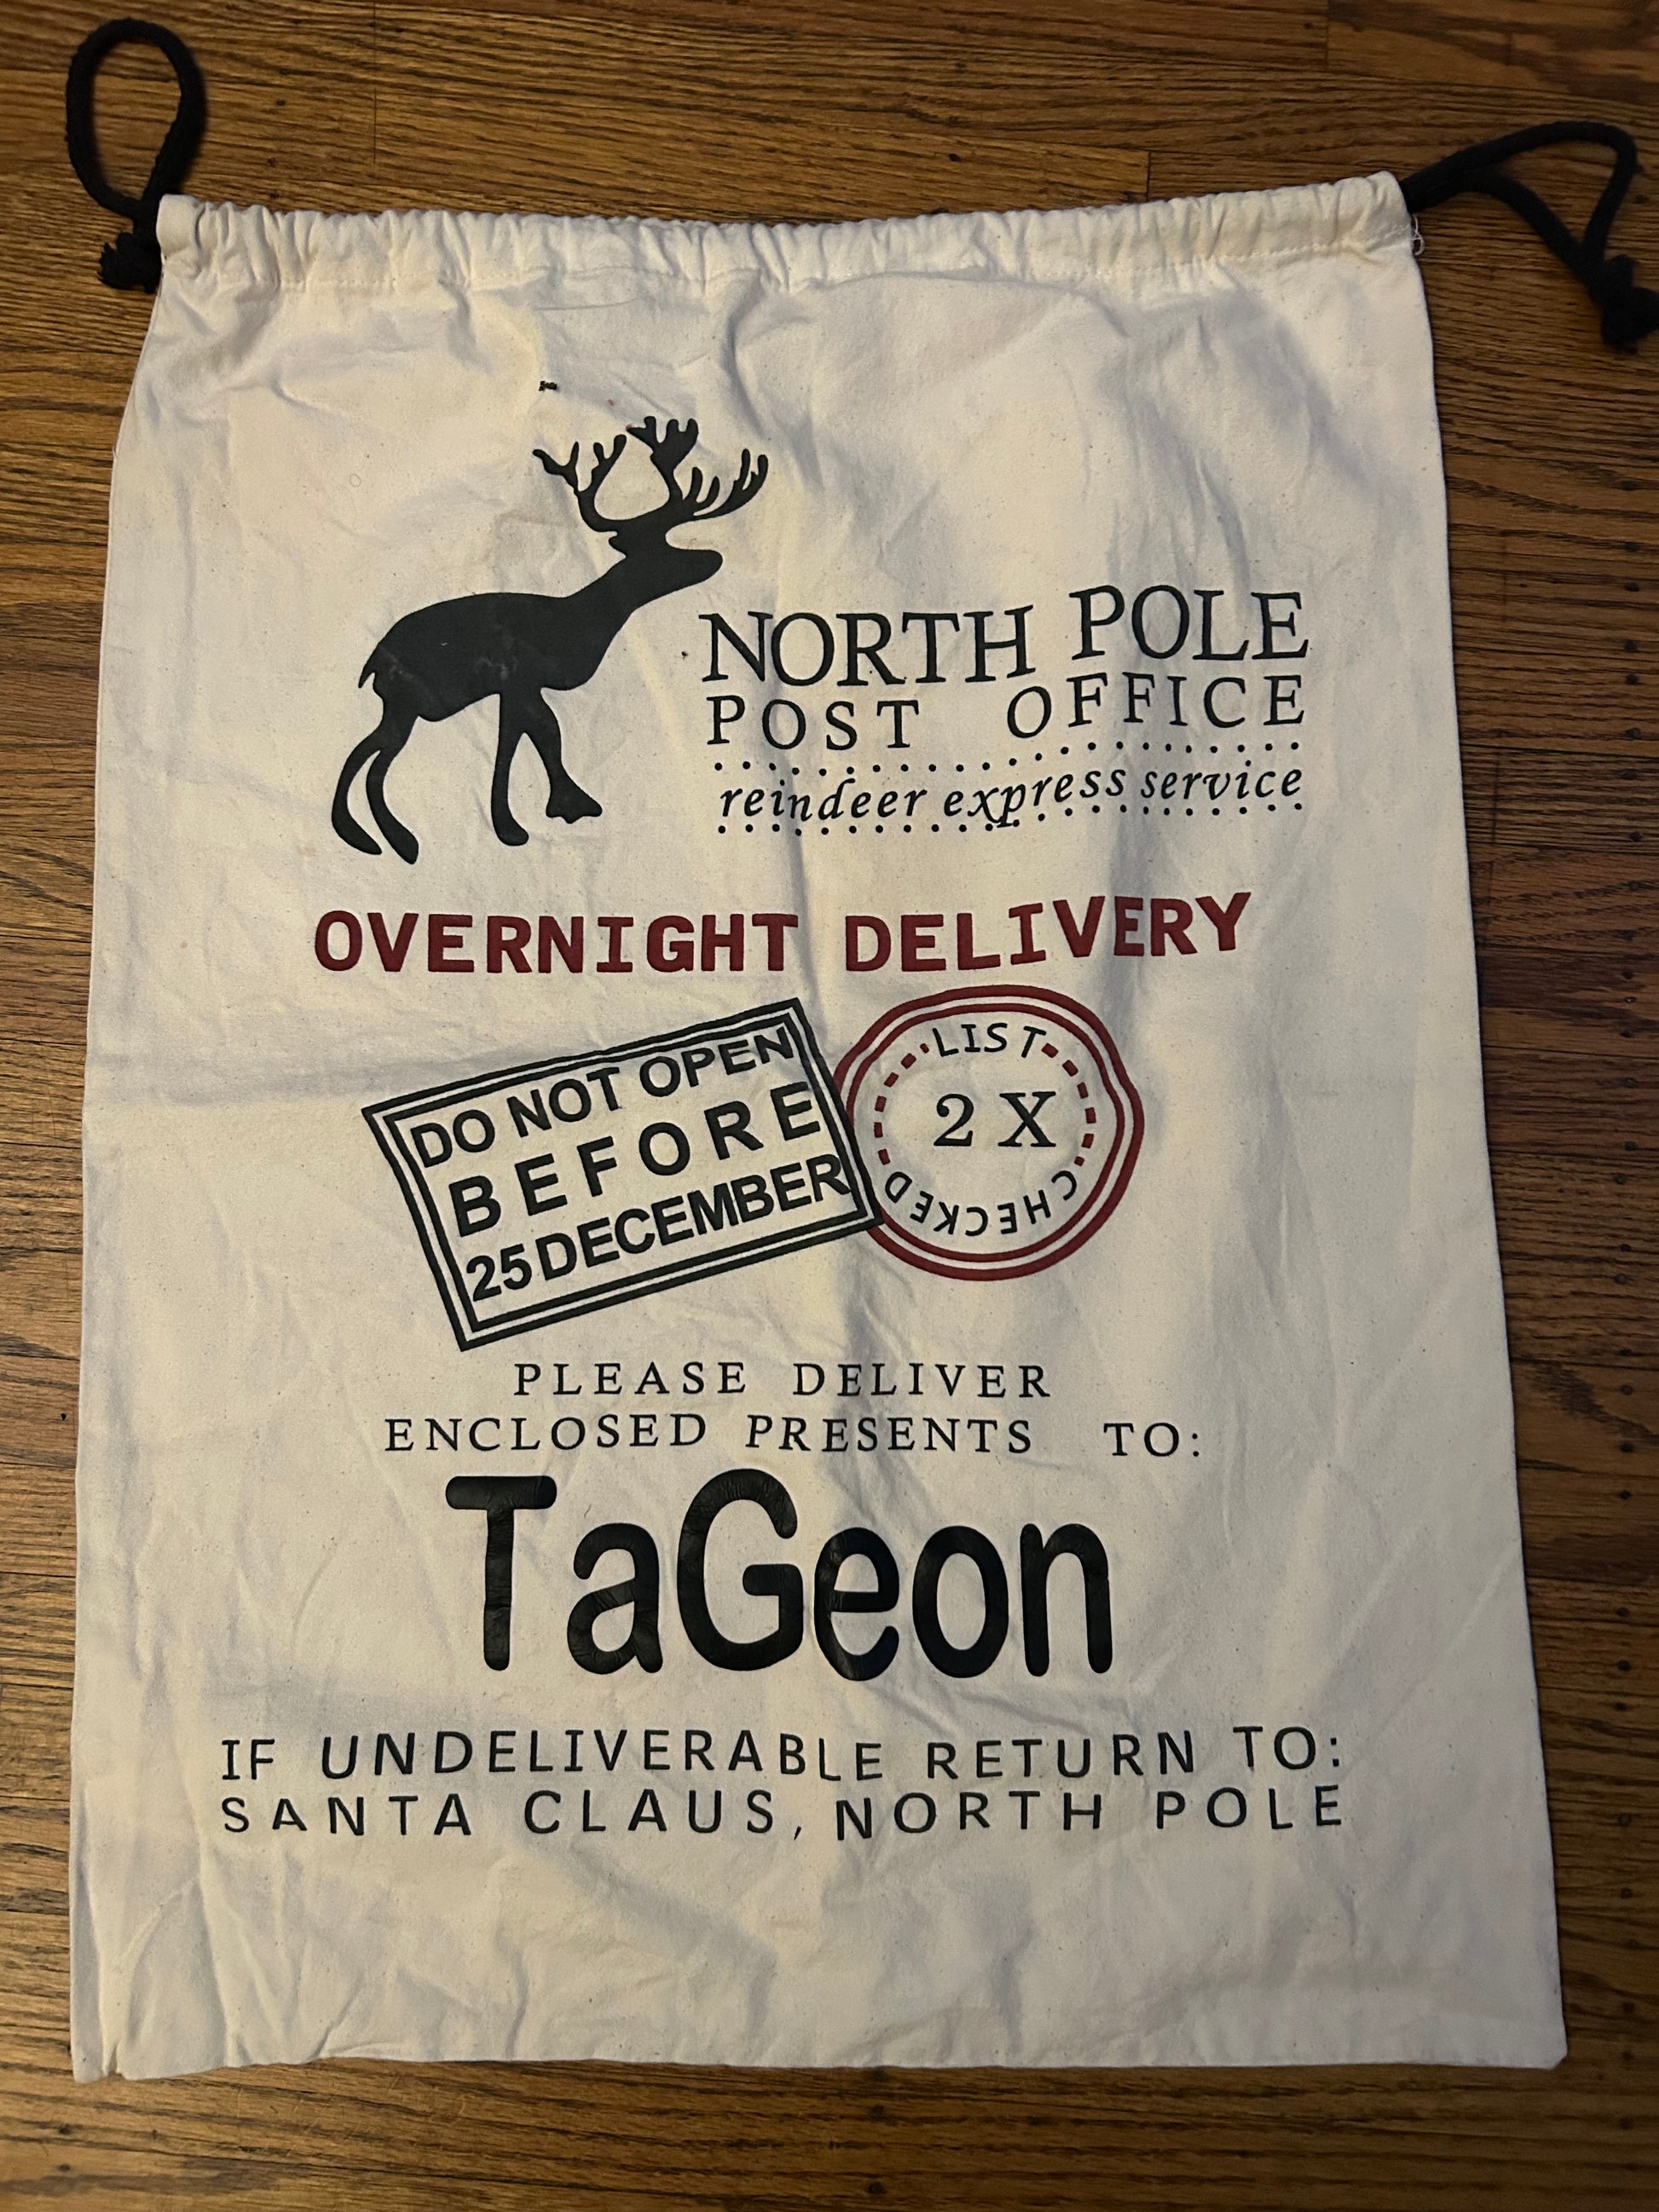 NORTH POLE
POST OFFICE
reindeer express service
OVERNIGHT DELIVERY
DO NOT OPEN
BEFORE
25 DECEMBER
LIST
2 X
CHECKED
PLEASE DELIVER
ENCLOSED PRESENTS TO:
TaGeon
IF UNDELIVERABLE RETURN TO:
SANTA CLAUS, NORTH POLE